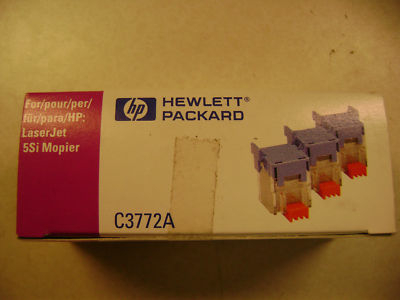 For/pour/per/
für/para/HP:
LaserJet
5Si Mopier
hp HEWLETT®
PACKARD
C3772A